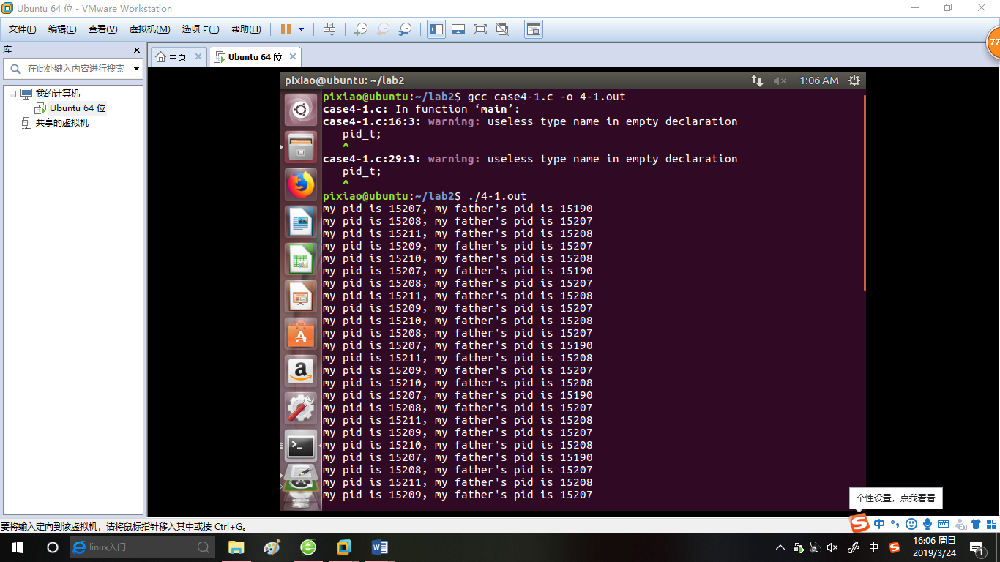 Ubuntu 64 位 - VMware Workstation
文件(F) 编辑(E) 查看(V) 虚拟机(M) 选项卡(T) 帮助(H)
77
库
主页
Ubuntu 64 位
在此处键入内容进行搜索
我的计算机
Ubuntu 64 位
共享的虚拟机
pixiao@ubuntu: ~/lab2
1:06 AM
pixiao@ubuntu:~/lab2$ gcc case4-1.c -o 4-1.out
case4-1.c: In function ‘main’:
case4-1.c:16:3: warning: useless type name in empty declaration
pid_t;
^
case4-1.c:29:3: warning: useless type name in empty declaration
pid_t;
^
pixiao@ubuntu:~/lab2$ ./4-1.out
my pid is 15207, my father's pid is 15190
my pid is 15208, my father's pid is 15207
my pid is 15211, my father's pid is 15208
my pid is 15209, my father's pid is 15207
my pid is 15210, my father's pid is 15208
my pid is 15207, my father's pid is 15190
my pid is 15208, my father's pid is 15207
my pid is 15211, my father's pid is 15208
my pid is 15209, my father's pid is 15207
my pid is 15210, my father's pid is 15208
my pid is 15208, my father's pid is 15207
my pid is 15207, my father's pid is 15190
my pid is 15211, my father's pid is 15208
my pid is 15209, my father's pid is 15207
my pid is 15210, my father's pid is 15208
my pid is 15207, my father's pid is 15190
my pid is 15208, my father's pid is 15207
my pid is 15211, my father's pid is 15208
my pid is 15209, my father's pid is 15207
my pid is 15210, my father's pid is 15208
my pid is 15207, my father's pid is 15190
my pid is 15208, my father's pid is 15207
my pid is 15211, my father's pid is 15208
my pid is 15209, my father's pid is 15207
个性设置，点我看看
要将输入定向到该虚拟机，请将鼠标指针移入其中或按 Ctrl+G。
中
linux入门
中
16:06 周日
2019/3/24
1